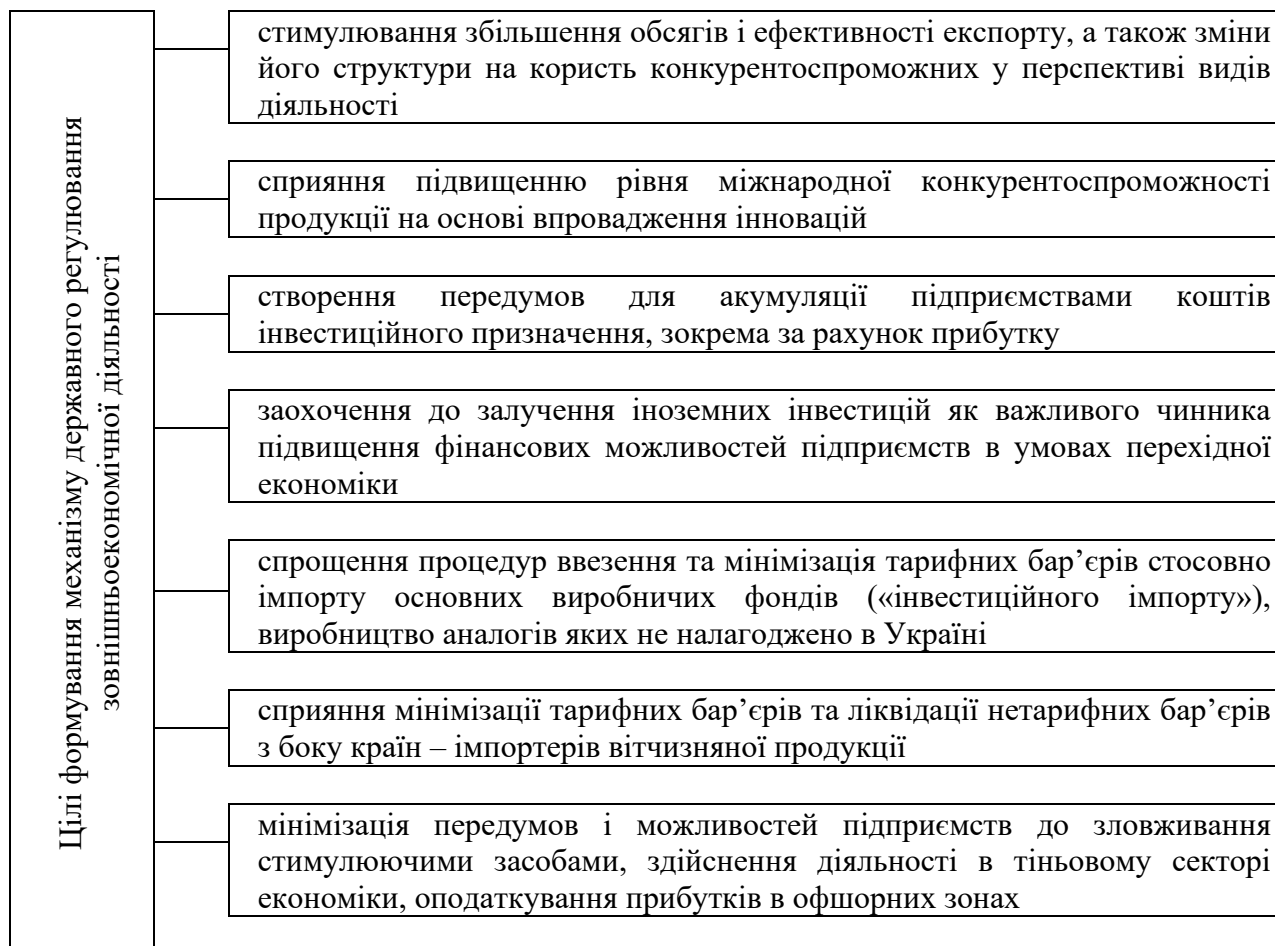 Цілі формування механізму державного регулювання
зовнішньоекономічної діяльності
стимулювання збільшення обсягів і ефективності експорту, а також зміни
його структури на користь конкурентоспроможних у перспективі видів
діяльності
сприяння підвищенню рівня міжнародної конкурентоспроможності
продукції на основі впровадження інновацій
створення передумов для акумуляції підприємствами коштів
інвестиційного призначення, зокрема за рахунок прибутку
заохочення до залучення іноземних інвестицій як важливого чинника
підвищення фінансових можливостей підприємств в умовах перехідної
економіки
спрощення процедур ввезення та мінімізація тарифних бар’єрів стосовно
імпорту основних виробничих фондів («інвестиційного імпорту»),
виробництво аналогів яких не налагоджено в Україні
сприяння мінімізації тарифних бар’єрів та ліквідації нетарифних бар’єрів
з боку країн – імпортерів вітчизняної продукції
мінімізація передумов і можливостей підприємств до зловживання
стимулюючими засобами, здійснення діяльності в тіньовому секторі
економіки, оподаткування прибутків в офшорних зонах